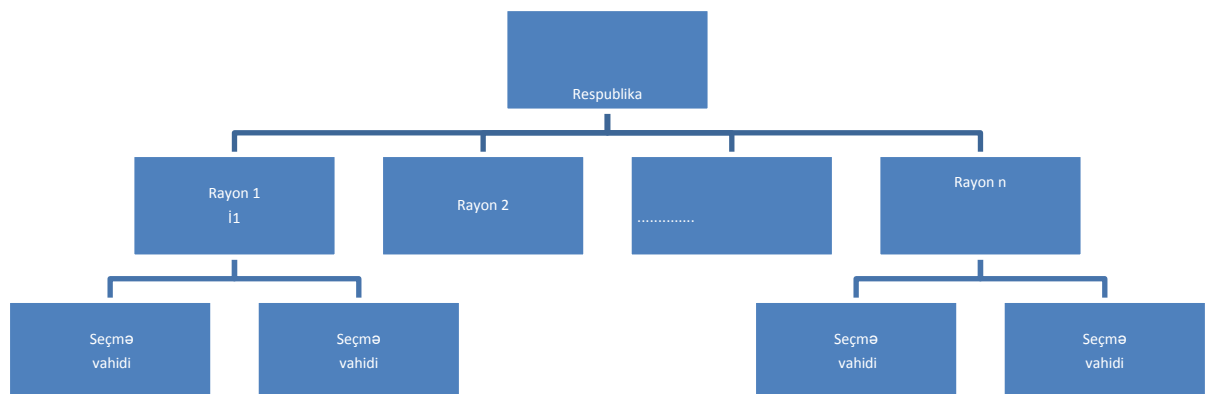 Respublika
Rayon 1
İ1
Rayon 2
..............
Rayon n
Seçmə
vahidi
Seçmə
vahidi
Seçmə
vahidi
Seçmə
vahidi